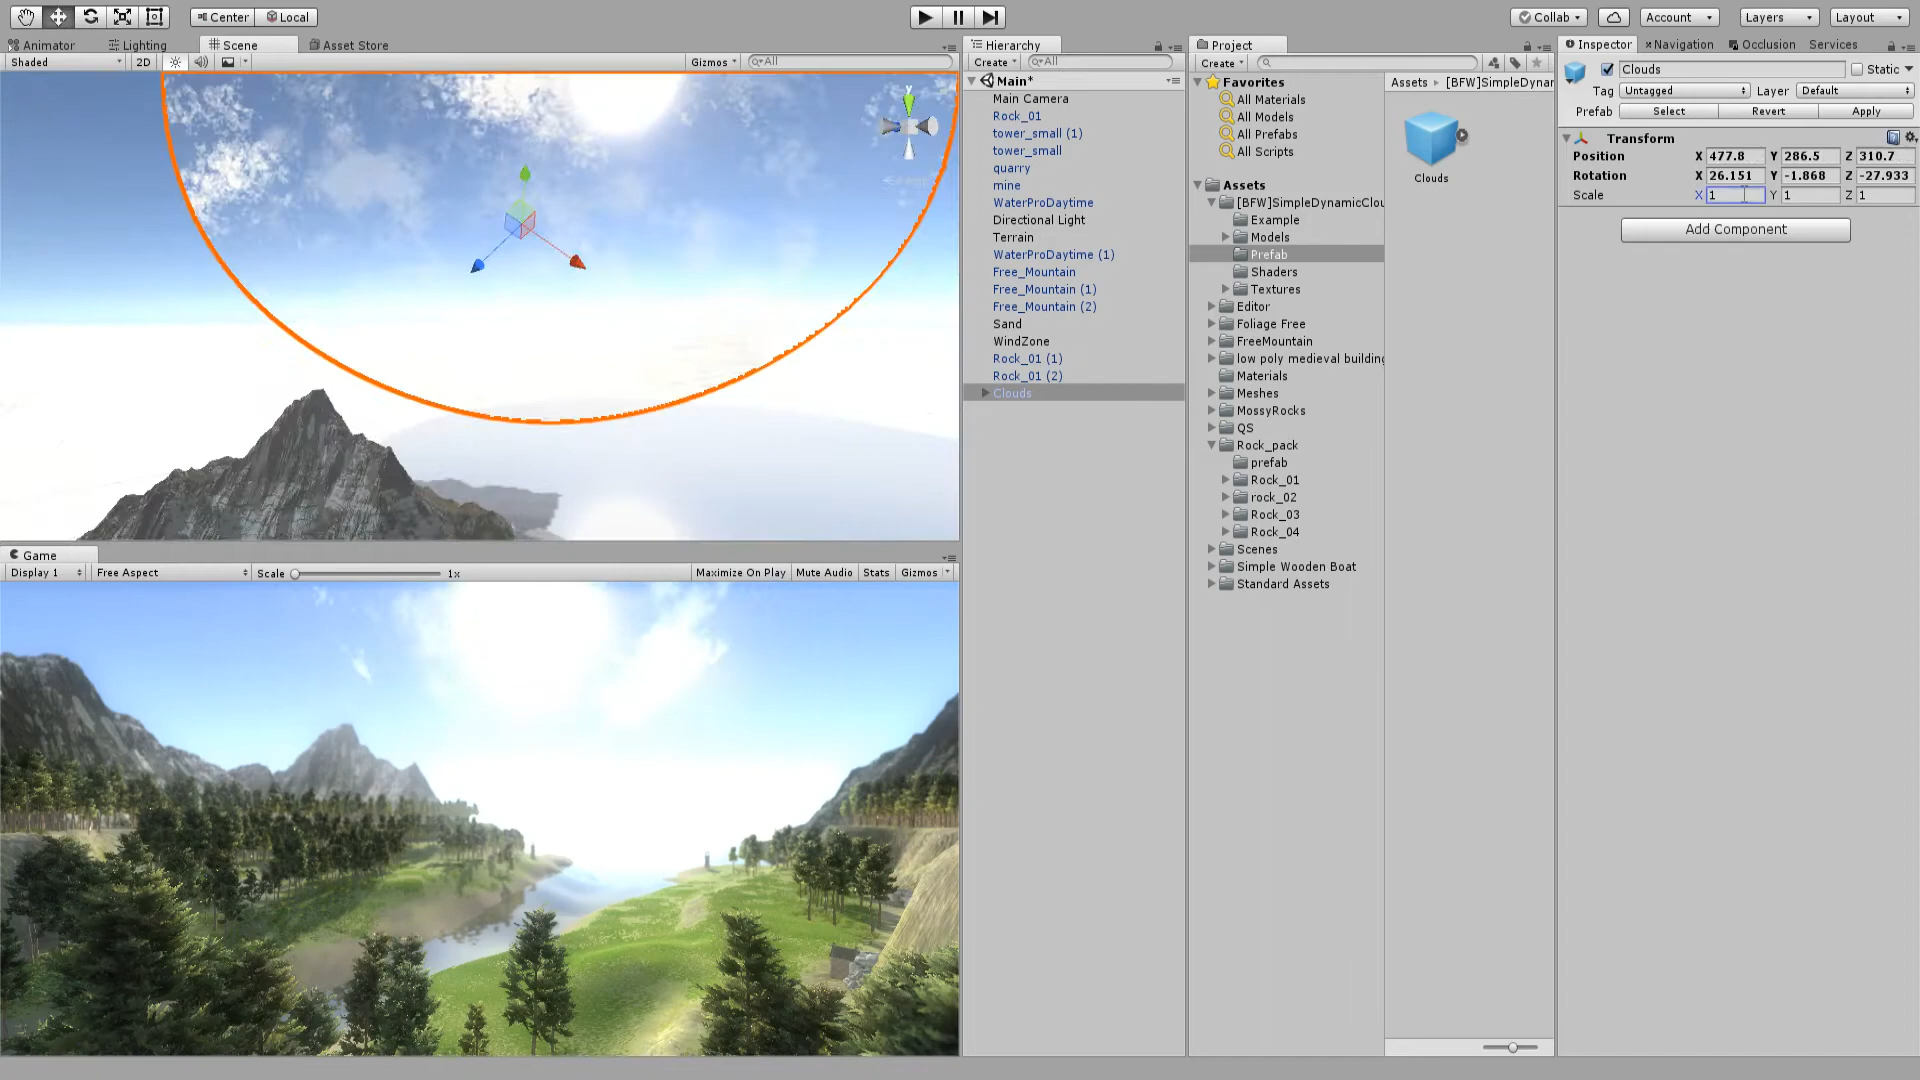 Center
Local
Collab
Account
Layers
Layout
Animator
Lighting
Scene
Asset Store
Shaded
2D
Gizmos
All
Hierarchy
Create
All
Main*
Main Camera
Rock_01
tower_small (1)
tower_small
quarry
mine
WaterProDaytime
Directional Light
Terrain
WaterProDaytime (1)
Free_Mountain
Free_Mountain (1)
Free_Mountain (2)
Sand
WindZone
Rock_01 (1)
Rock_01 (2)
Clouds
Project
Create
Favorites
All Materials
All Models
All Prefabs
All Scripts
Assets
[BFW]SimpleDynamicClou
Example
Models
Prefab
Shaders
Textures
Editor
Foliage Free
FreeMountain
low poly medieval building
Materials
Meshes
MossyRocks
QS
Rock_pack
prefab
Rock_01
rock_02
Rock_03
Rock_04
Scenes
Simple Wooden Boat
Standard Assets
Assets ▸ [BFW]SimpleDynar
Clouds
Inspector
Navigation
Occlusion
Services
Clouds
Static
Tag Untagged Layer Default
Prefab Select Revert Apply
Transform
Position X 477.8 Y 286.5 Z 310.7
Rotation X 26.151 Y -1.868 Z -27.933
Scale X 1 Y 1 Z 1
Add Component
y
Game
Display 1
Free Aspect
Scale 1x
Maximize On Play
Mute Audio
Stats
Gizmos